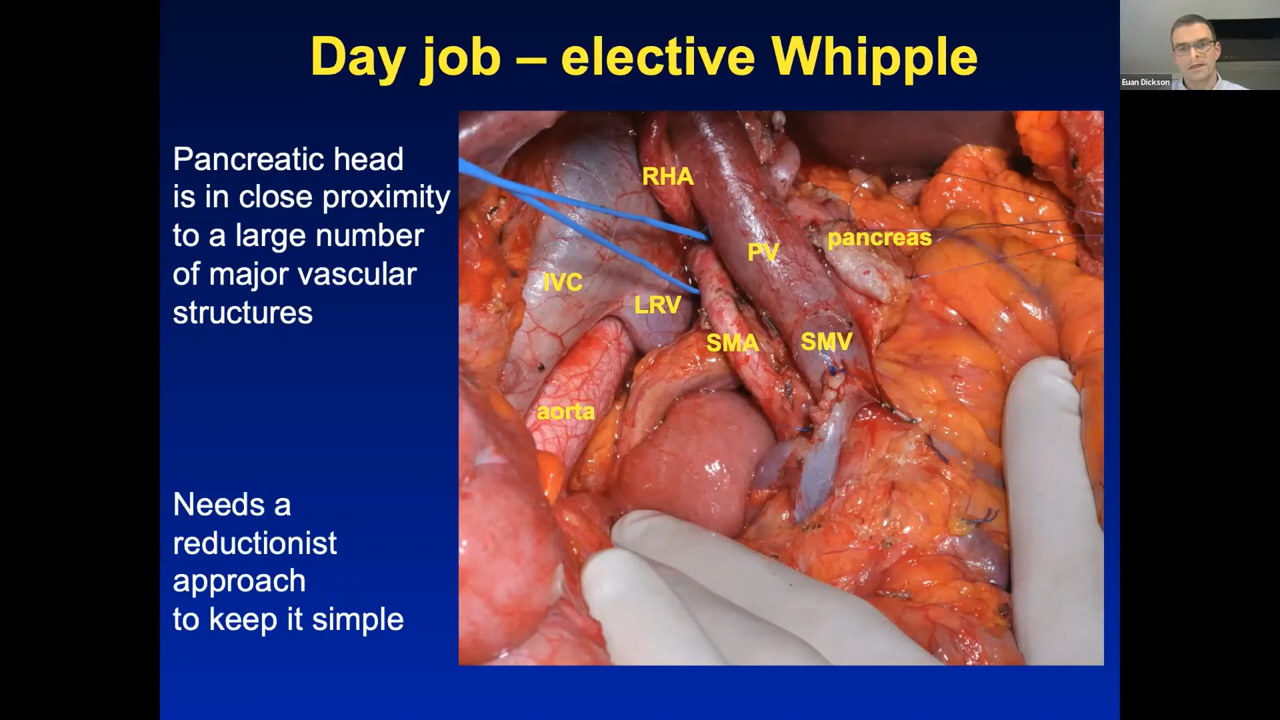 Day job – elective Whipple
Euan Dickson
Pancreatic head
is in close proximity
to a large number
of major vascular
structures
RHA
pancreas
PV
IVC
LRV
SMA
SMV
aorta
Needs a
reductionist
approach
to keep it simple